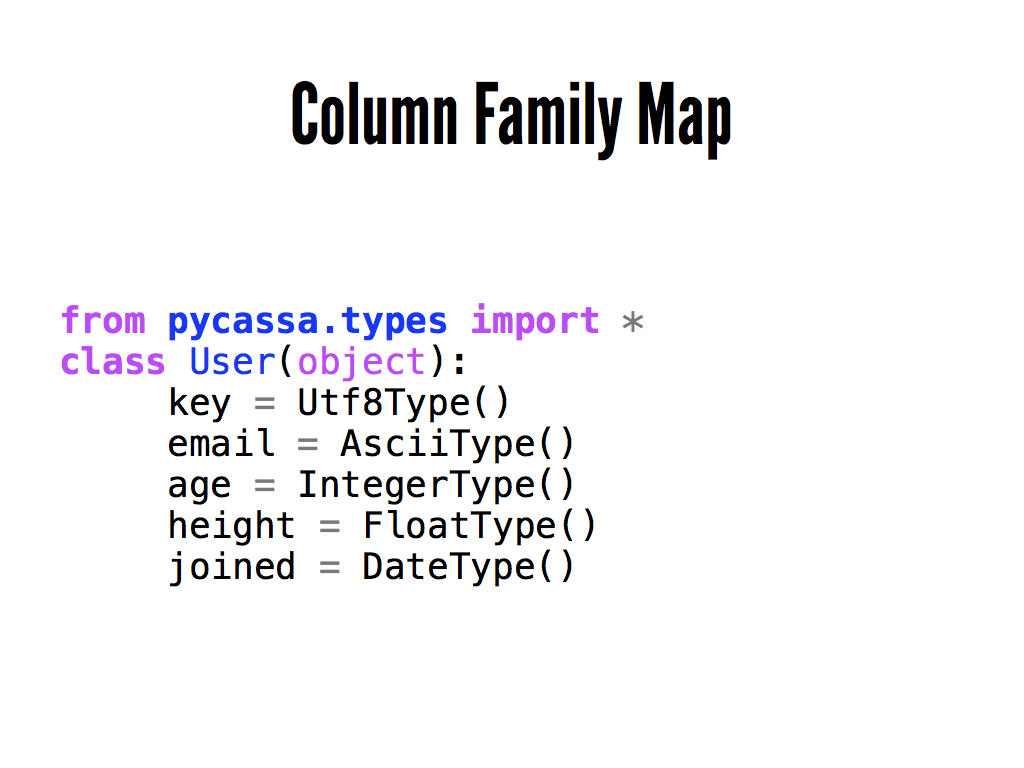 Column Family Map
from pycassa.types import *
class User(object):
     key = Utf8Type()
     email = AsciiType()
     age = IntegerType()
     height = FloatType()
     joined = DateType()